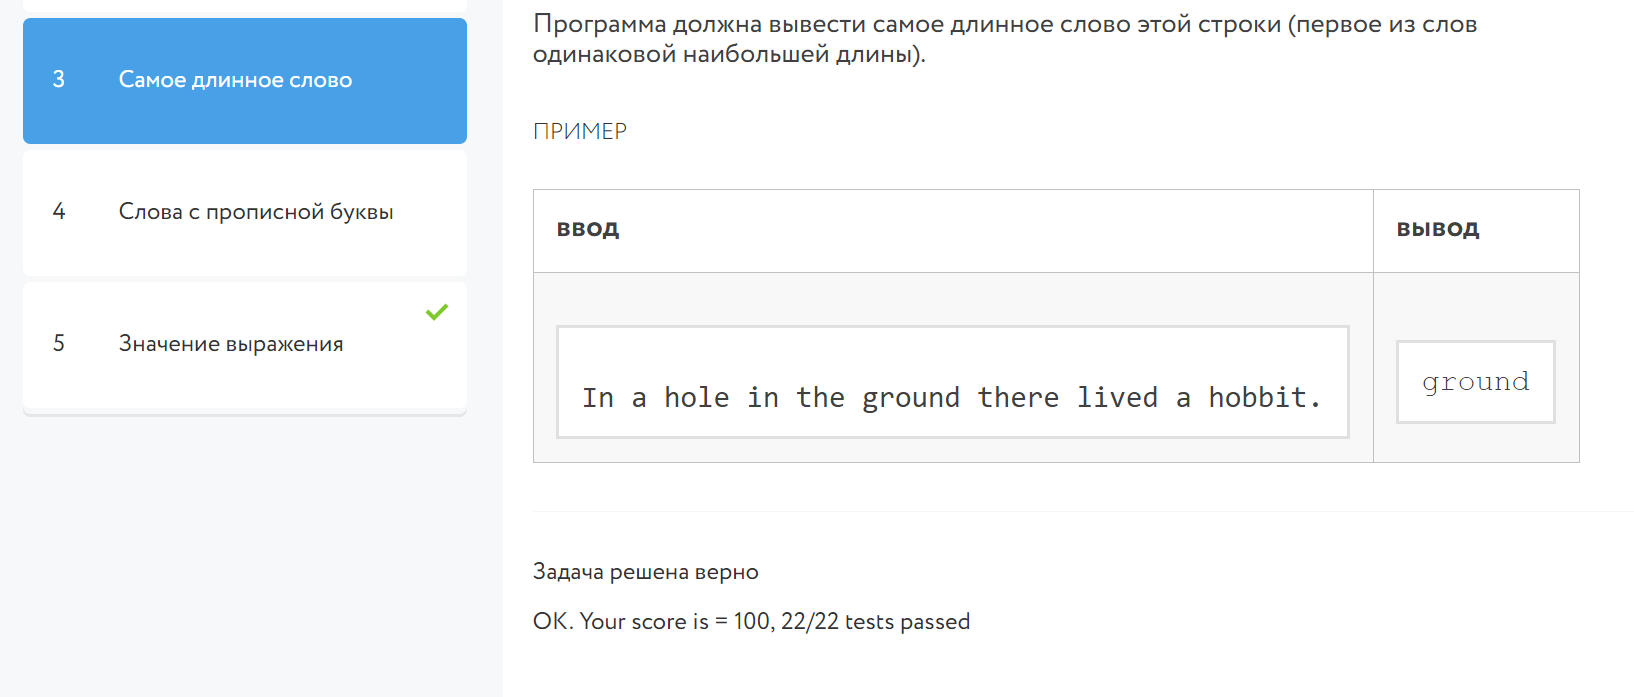 3 Самое длинное слово
4 Слова с прописной буквы
5 Значение выражения
Программа должна вывести самое длинное слово этой строки (первое из слов
одинаковой наибольшей длины).
ПРИМЕР
ВВОД ВЫВОД
In a hole in the ground there lived a hobbit. ground
Задача решена верно
OK. Your score is = 100, 22/22 tests passed